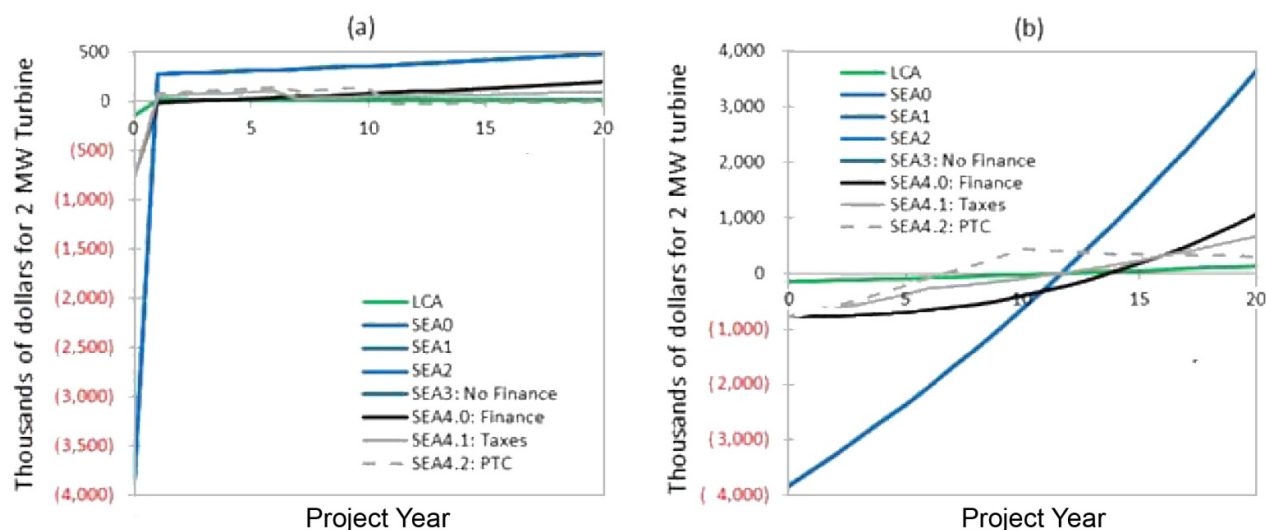 (a)
Thousands of dollars for 2 MW Turbine
500
0
(500)
(1,000)
(1,500)
(2,000)
(2,500)
(3,000)
(3,500)
(4,000)
0 5 10 15 20
LCA
SEA0
SEA1
SEA2
SEA3: No Finance
SEA4.0: Finance
SEA4.1: Taxes
SEA4.2: PTC
Project Year
(b)
Thousands of dollars for 2 MW turbine
4,000
3,000
2,000
1,000
0
(1,000)
(2,000)
(3,000)
( 4,000)
0 5 10 15 20
LCA
SEA0
SEA1
SEA2
SEA3: No Finance
SEA4.0: Finance
SEA4.1: Taxes
SEA4.2: PTC
Project Year